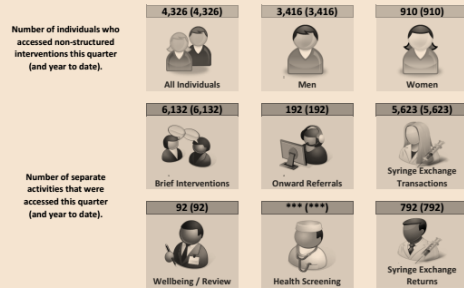 4,326 (4,326)
3,416 (3,416)
910 (910)
Number of individuals who
accessed non-structured
interventions this quarter
(and year to date).
All Individuals
Men
Women
6,132 (6,132)
192 (192)
5,623 (5,623)
Number of separate
activities that were
accessed this quarter
(and year to date).
Brief Interventions
Onward Referrals
Syringe Exchange
Transactions
92 (92)
*** (***)
792 (792)
Wellbeing / Review
Health Screening
Syringe Exchange
Returns